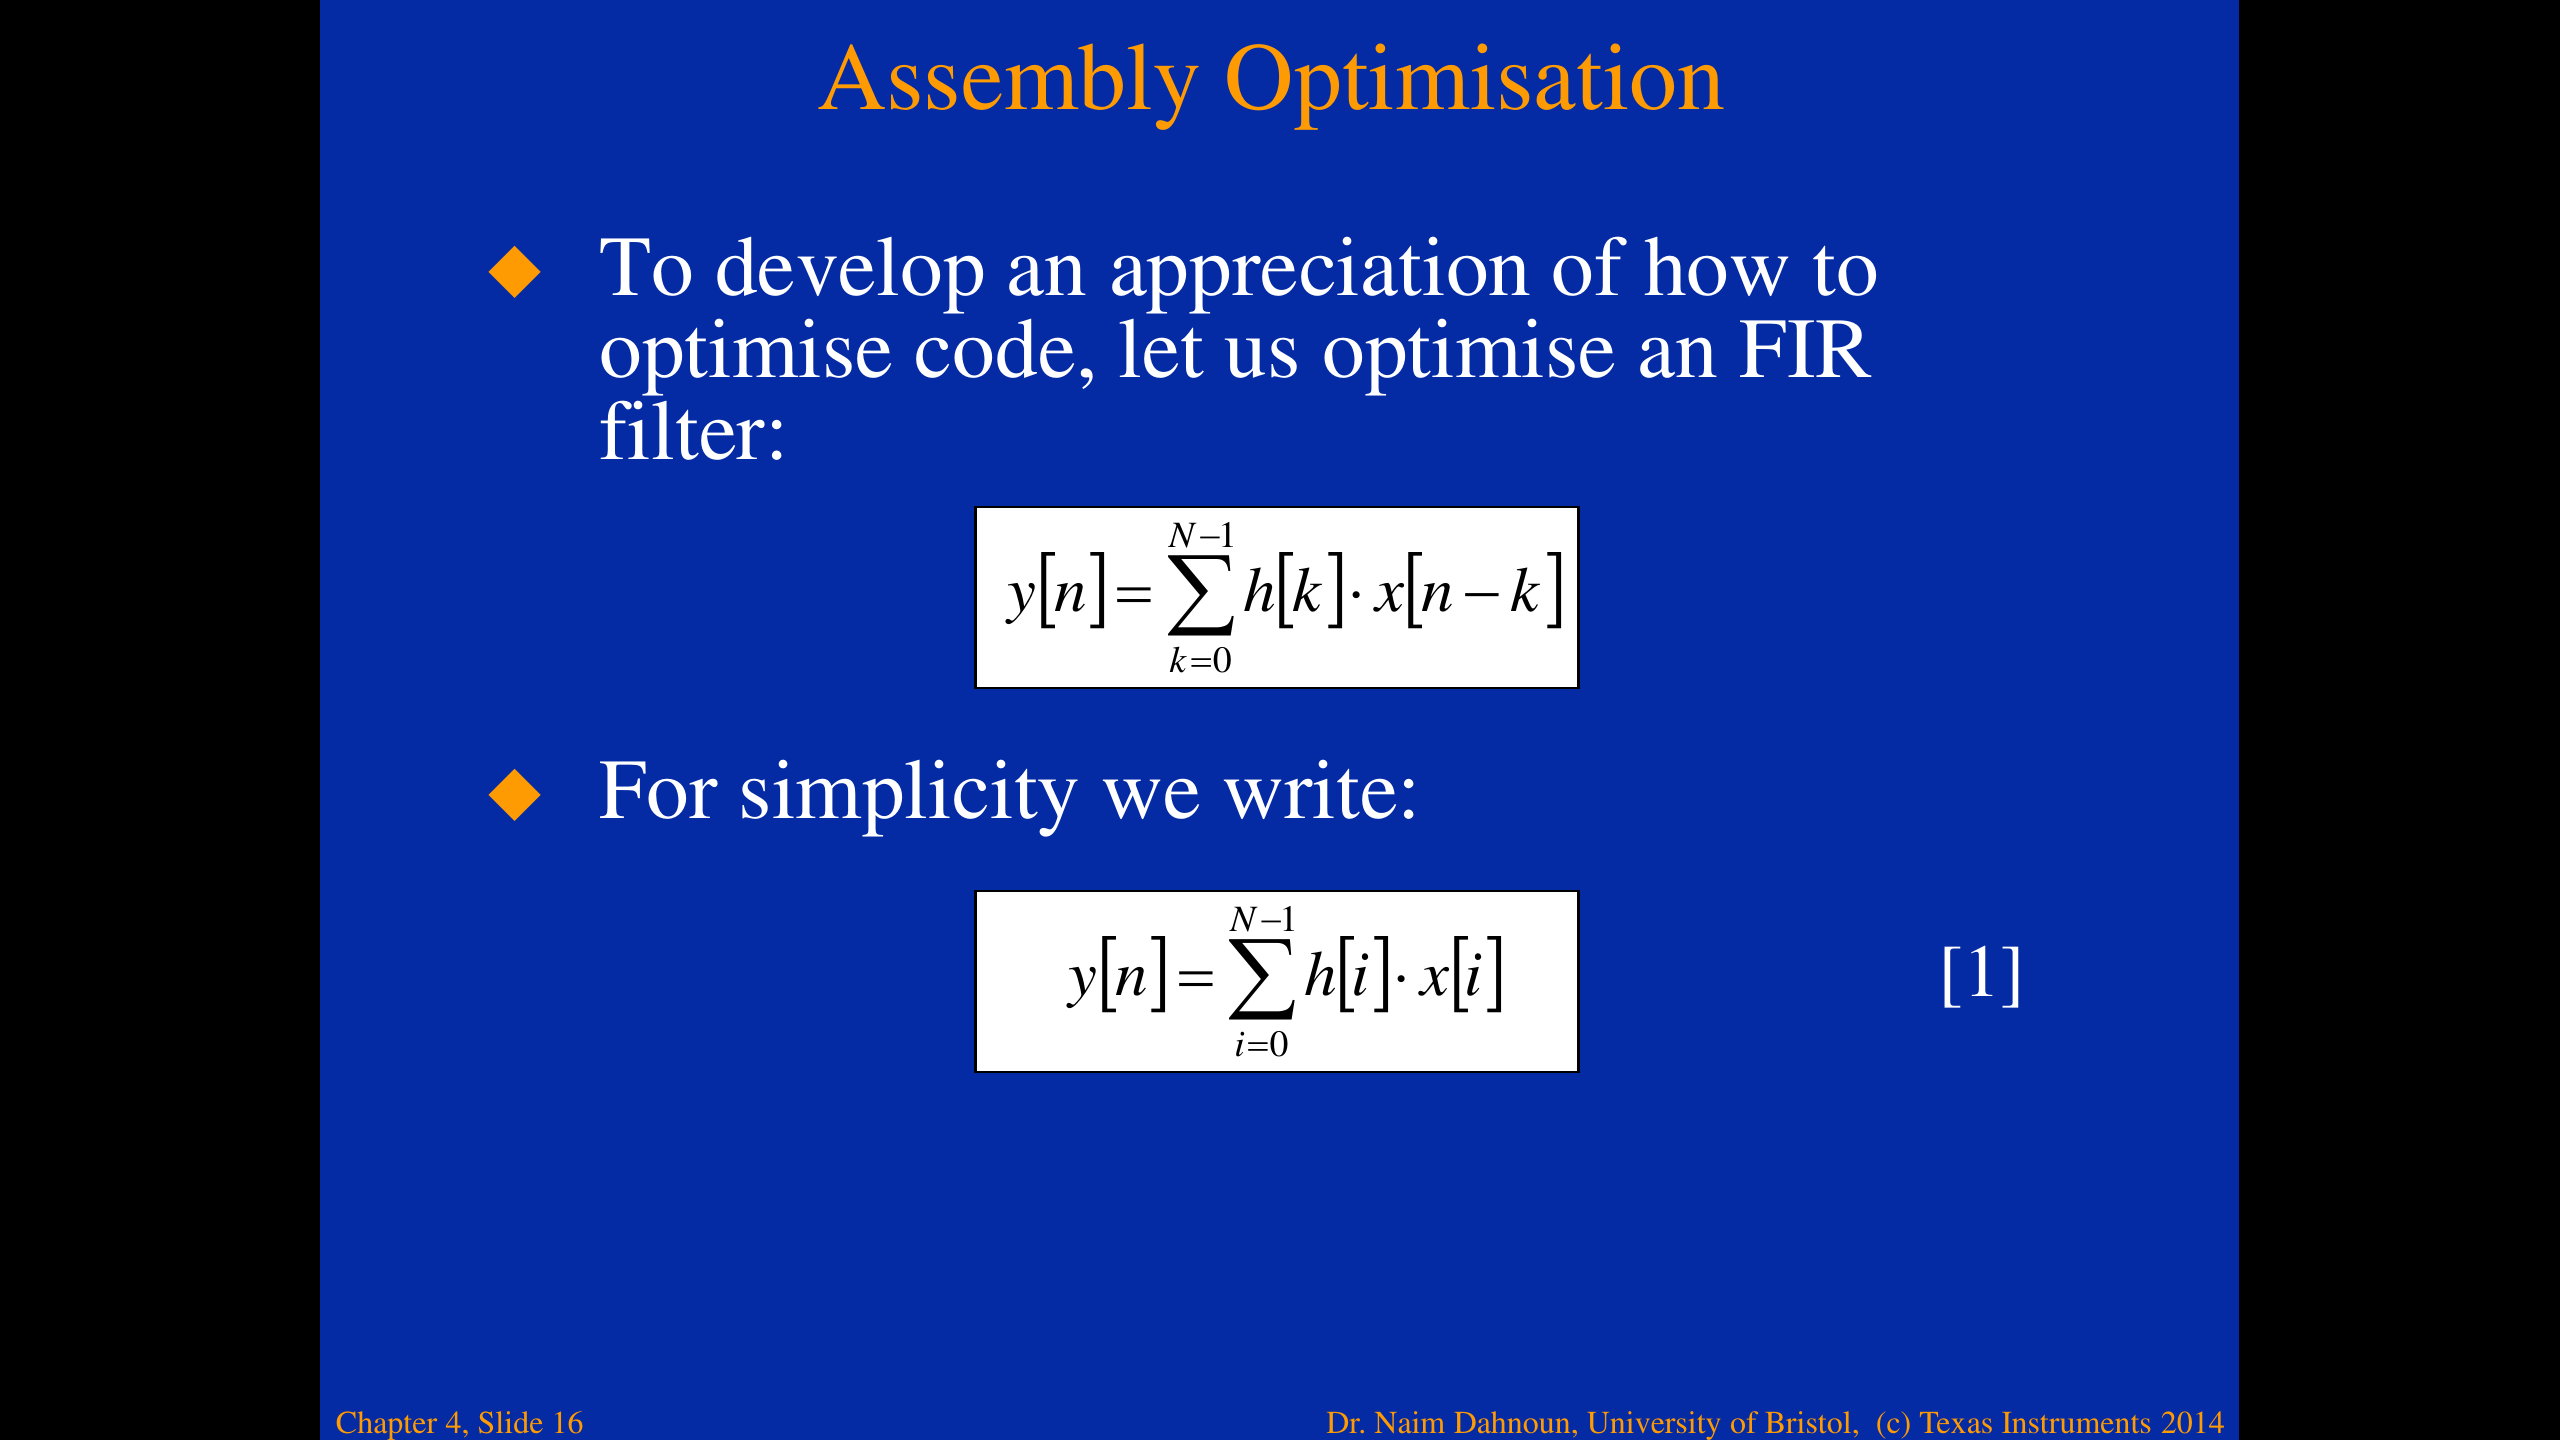 Assembly Optimisation
◆ To develop an appreciation of how to
optimise code, let us optimise an FIR
filter:
y[n] = \sum_{k=0}^{N-1} h[k] · x[n − k]
◆ For simplicity we write:
y[n] = \sum_{i=0}^{N-1} h[i] · x[i] [1]
Chapter 4, Slide 16
Dr. Naim Dahnoun, University of Bristol, (c) Texas Instruments 2014